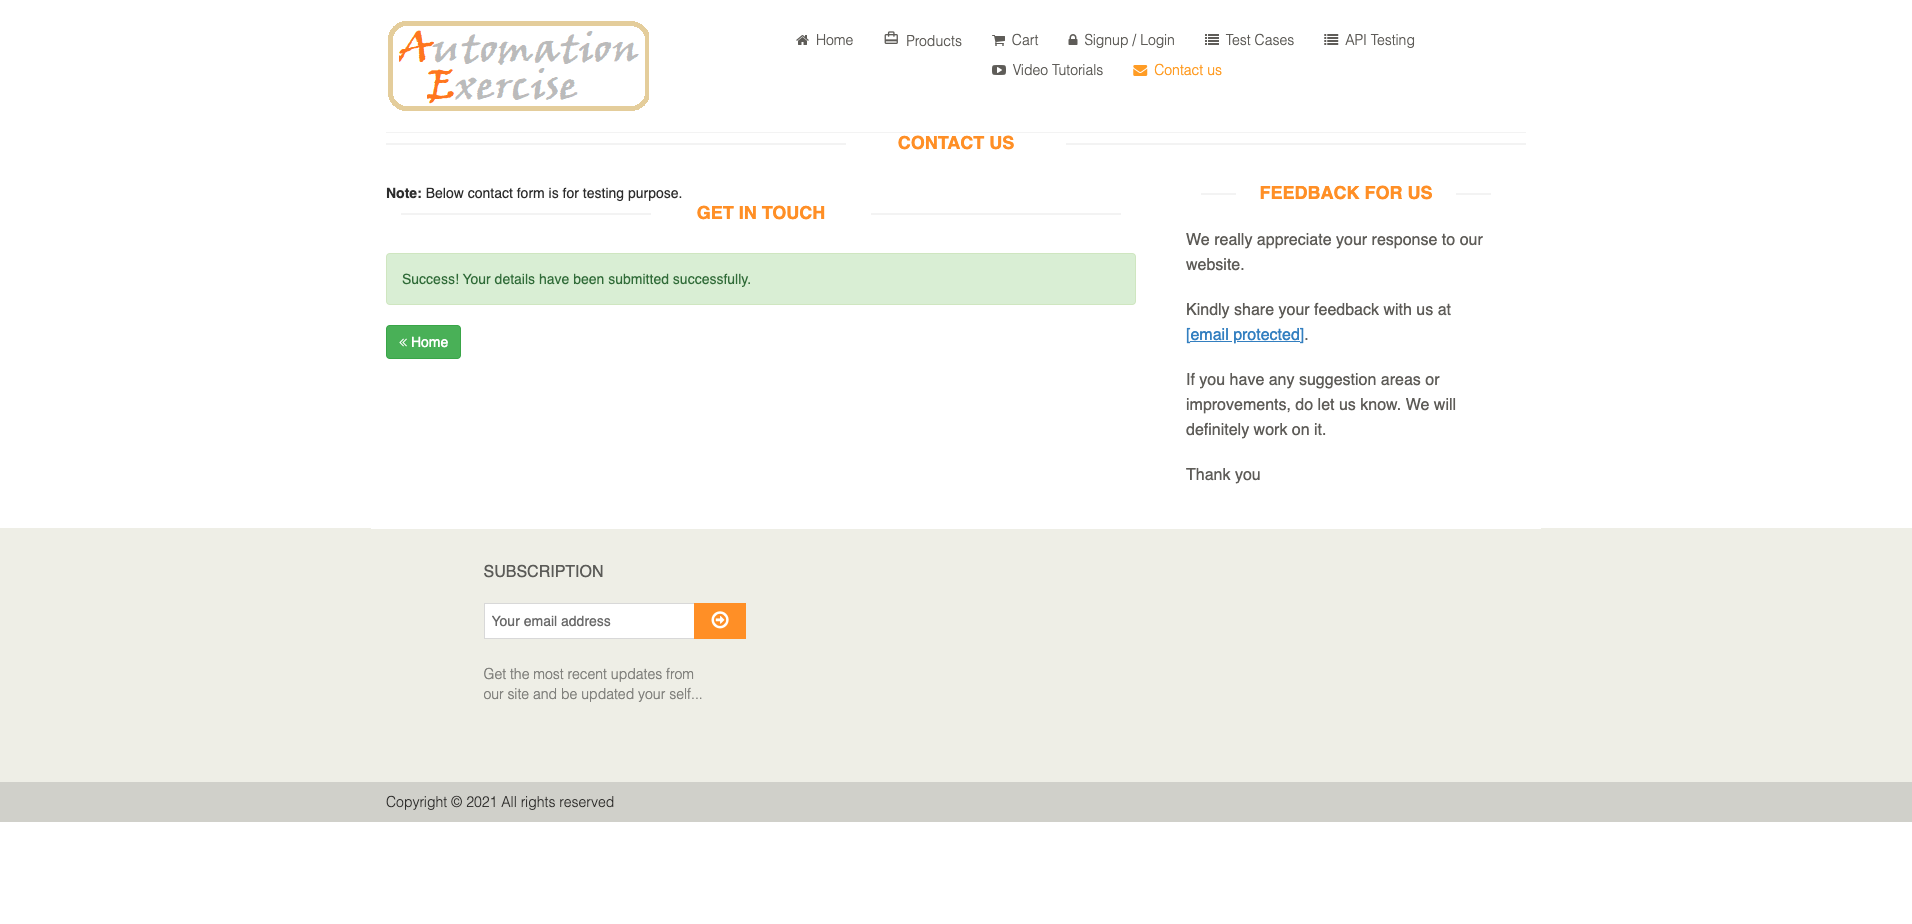 Automation
Exercise
Home
Products
Cart
Signup / Login
Test Cases
API Testing
Video Tutorials
Contact us
CONTACT US
Note: Below contact form is for testing purpose.
GET IN TOUCH
Success! Your details have been submitted successfully.
« Home
FEEDBACK FOR US
We really appreciate your response to our
website.
Kindly share your feedback with us at
[email protected].
If you have any suggestion areas or
improvements, do let us know. We will
definitely work on it.
Thank you
SUBSCRIPTION
Your email address
Get the most recent updates from
our site and be updated your self...
Copyright © 2021 All rights reserved